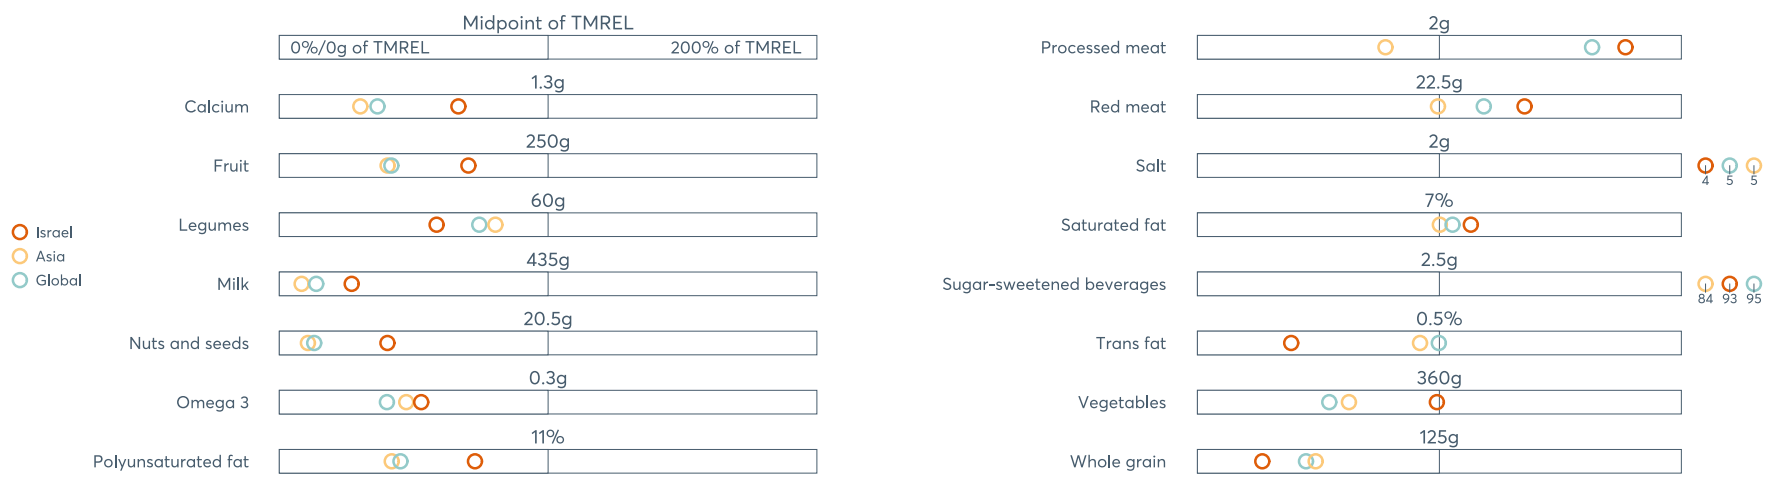 Midpoint of TMREL
0%/0g of TMREL 200% of TMREL
1.3g
Calcium
250g
Fruit
60g
Legumes
435g
Milk
20.5g
Nuts and seeds
0.3g
Omega 3
11%
Polyunsaturated fat
Israel
Asia
Global
2g
Processed meat
22.5g
Red meat
2g
Salt
4 5 5
7%
Saturated fat
2.5g
Sugar-sweetened beverages
84 93 95
0.5%
Trans fat
360g
Vegetables
125g
Whole grain